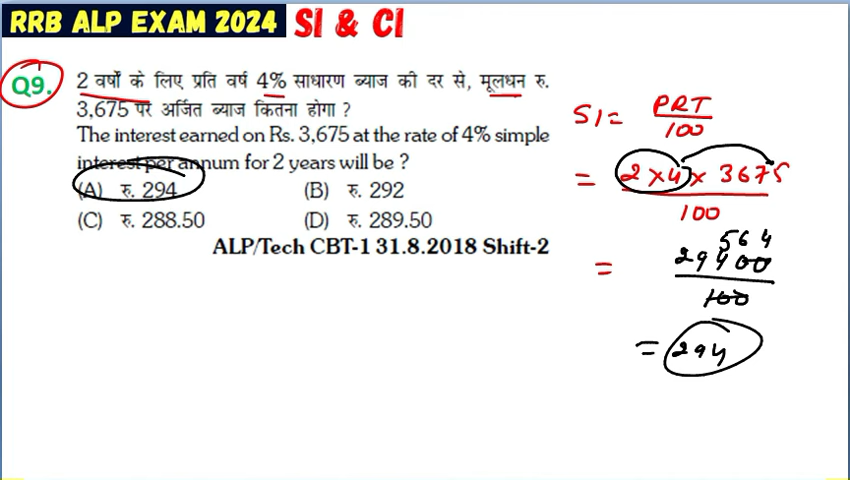 RRB ALP EXAM 2024 SI & CI
Q9. 2 वर्षों के लिए प्रति वर्ष 4% साधारण ब्याज की दर से, मूलधन रु.
3,675 पर अर्जित ब्याज कितना होगा ?
The interest earned on Rs. 3,675 at the rate of 4% simple
interest per annum for 2 years will be ?
(A) रु. 294 (B) रु. 292
(C) रु. 288.50 (D) रु. 289.50
ALP/Tech CBT-1 31.8.2018 Shift-2
SI = PRT
100
= 2 x 4 x 3675
100
5 6 4
= 29400
100
= 294